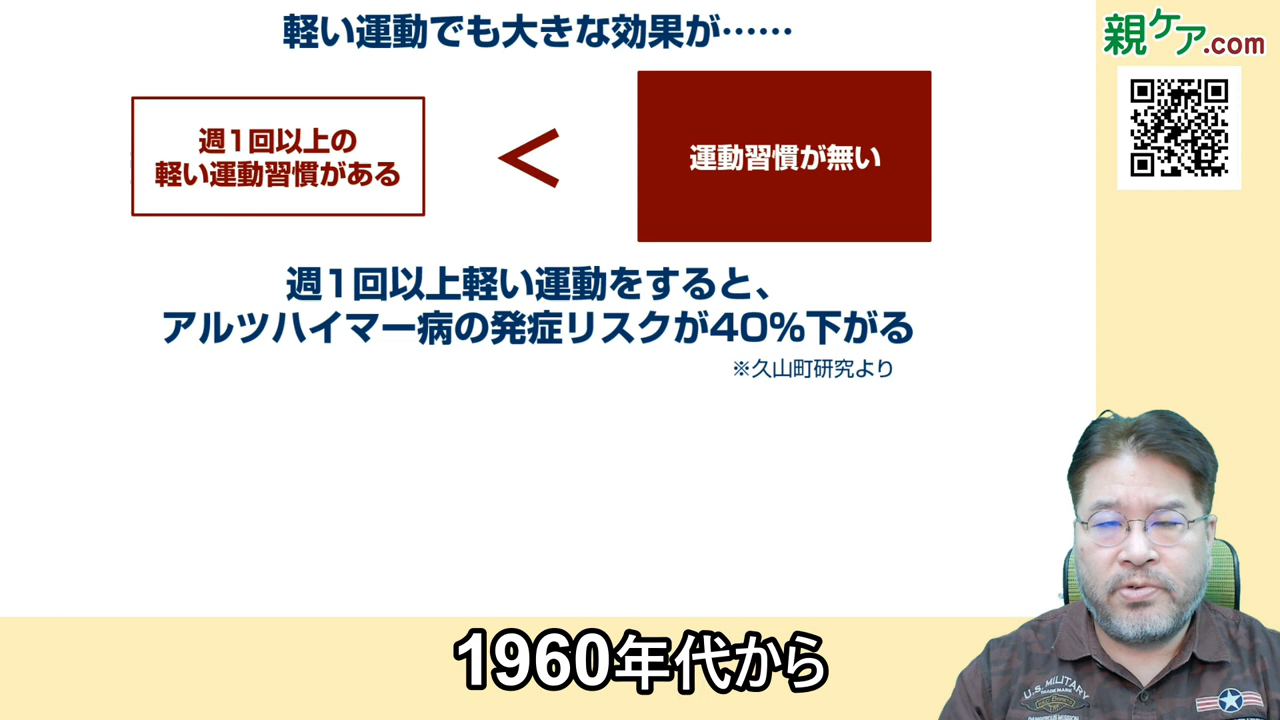 軽い運動でも大きな効果が……
親ケア.com
週1回以上の
軽い運動習慣がある
<
運動習慣が無い
週1回以上軽い運動をすると、
アルツハイマー病の発症リスクが40%下がる
※久山町研究より
U.S. MILITARY
TRADE MARK
1960年代から